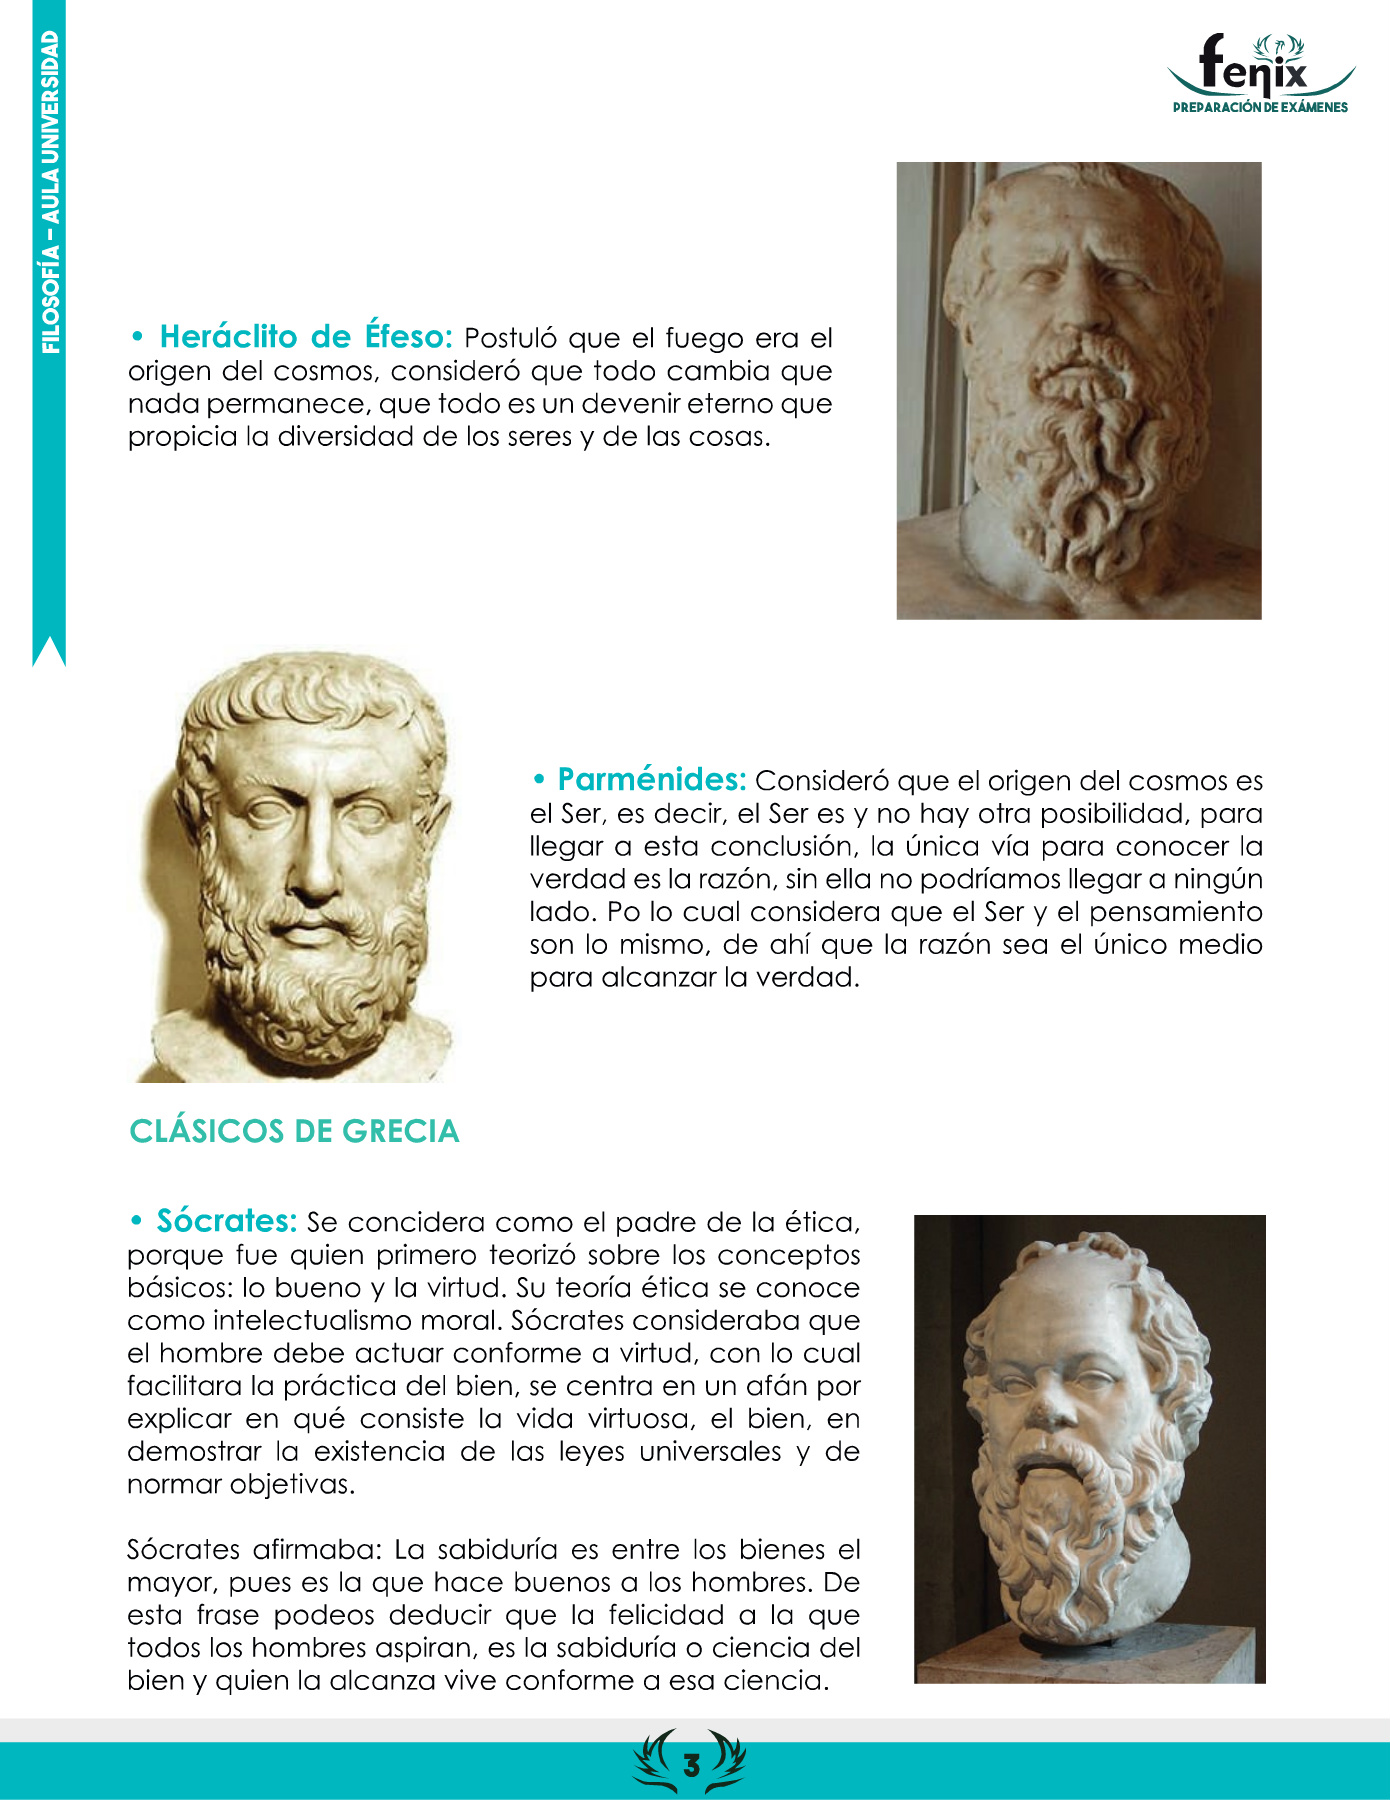 FILOSOFÍA – AULA UNIVERSIDAD
fenix
PREPARACIÓN DE EXÁMENES
• Heráclito de Éfeso: Postuló que el fuego era el
origen del cosmos, consideró que todo cambia que
nada permanece, que todo es un devenir eterno que
propicia la diversidad de los seres y de las cosas.
• Parménides: Consideró que el origen del cosmos es
el Ser, es decir, el Ser es y no hay otra posibilidad, para
llegar a esta conclusión, la única vía para conocer la
verdad es la razón, sin ella no podríamos llegar a ningún
lado. Po lo cual considera que el Ser y el pensamiento
son lo mismo, de ahí que la razón sea el único medio
para alcanzar la verdad.
CLÁSICOS DE GRECIA
• Sócrates: Se concidera como el padre de la ética,
porque fue quien primero teorizó sobre los conceptos
básicos: lo bueno y la virtud. Su teoría ética se conoce
como intelectualismo moral. Sócrates consideraba que
el hombre debe actuar conforme a virtud, con lo cual
facilitara la práctica del bien, se centra en un afán por
explicar en qué consiste la vida virtuosa, el bien, en
demostrar la existencia de las leyes universales y de
normar objetivas.
Sócrates afirmaba: La sabiduría es entre los bienes el
mayor, pues es la que hace buenos a los hombres. De
esta frase podeos deducir que la felicidad a la que
todos los hombres aspiran, es la sabiduría o ciencia del
bien y quien la alcanza vive conforme a esa ciencia.
3